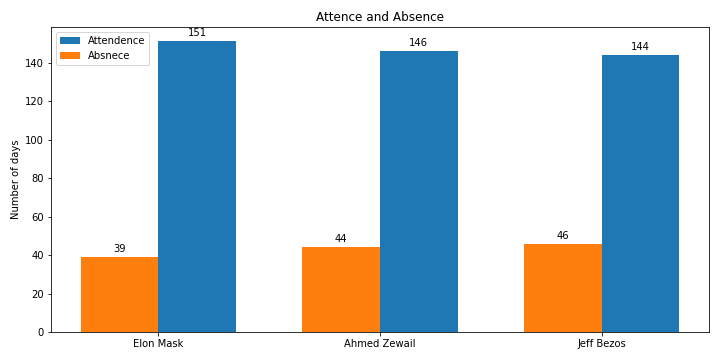 Attence and Absence
Attendence
Absnece
151
146
144
39
44
46
Number of days
140
120
100
80
60
40
20
0
Elon Mask
Ahmed Zewail
Jeff Bezos